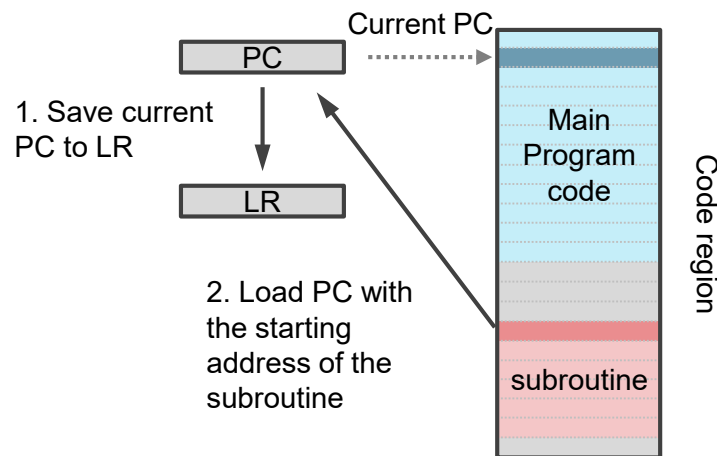 Current PC
PC
1. Save current
PC to LR
LR
Main
Program
code
Code region
2. Load PC with
the starting
address of the
subroutine
subroutine